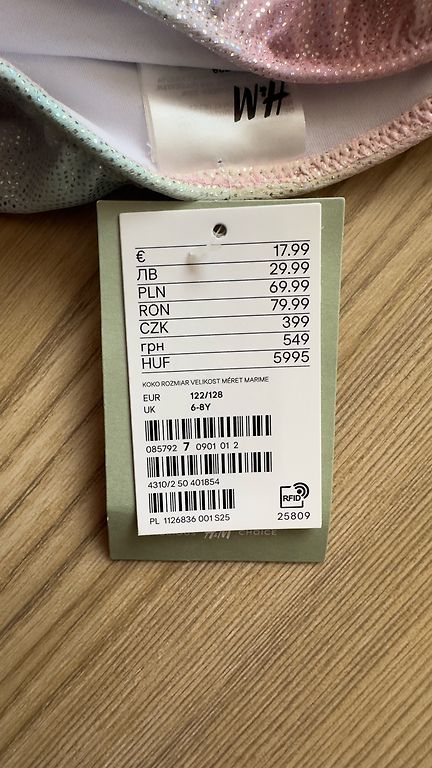 H&M
€ 17.99
ЛВ 29.99
PLN 69.99
RON 79.99
CZK 399
грн 549
HUF 5995
KOKO ROZMIAR VELIKOST MÉRET MARIME
EUR 122/128
UK 6-8Y
085792 7 0901 01 2
4310/2 50 401854
RFID
PL 1126836 001 S25
25809
H&M CHOICE